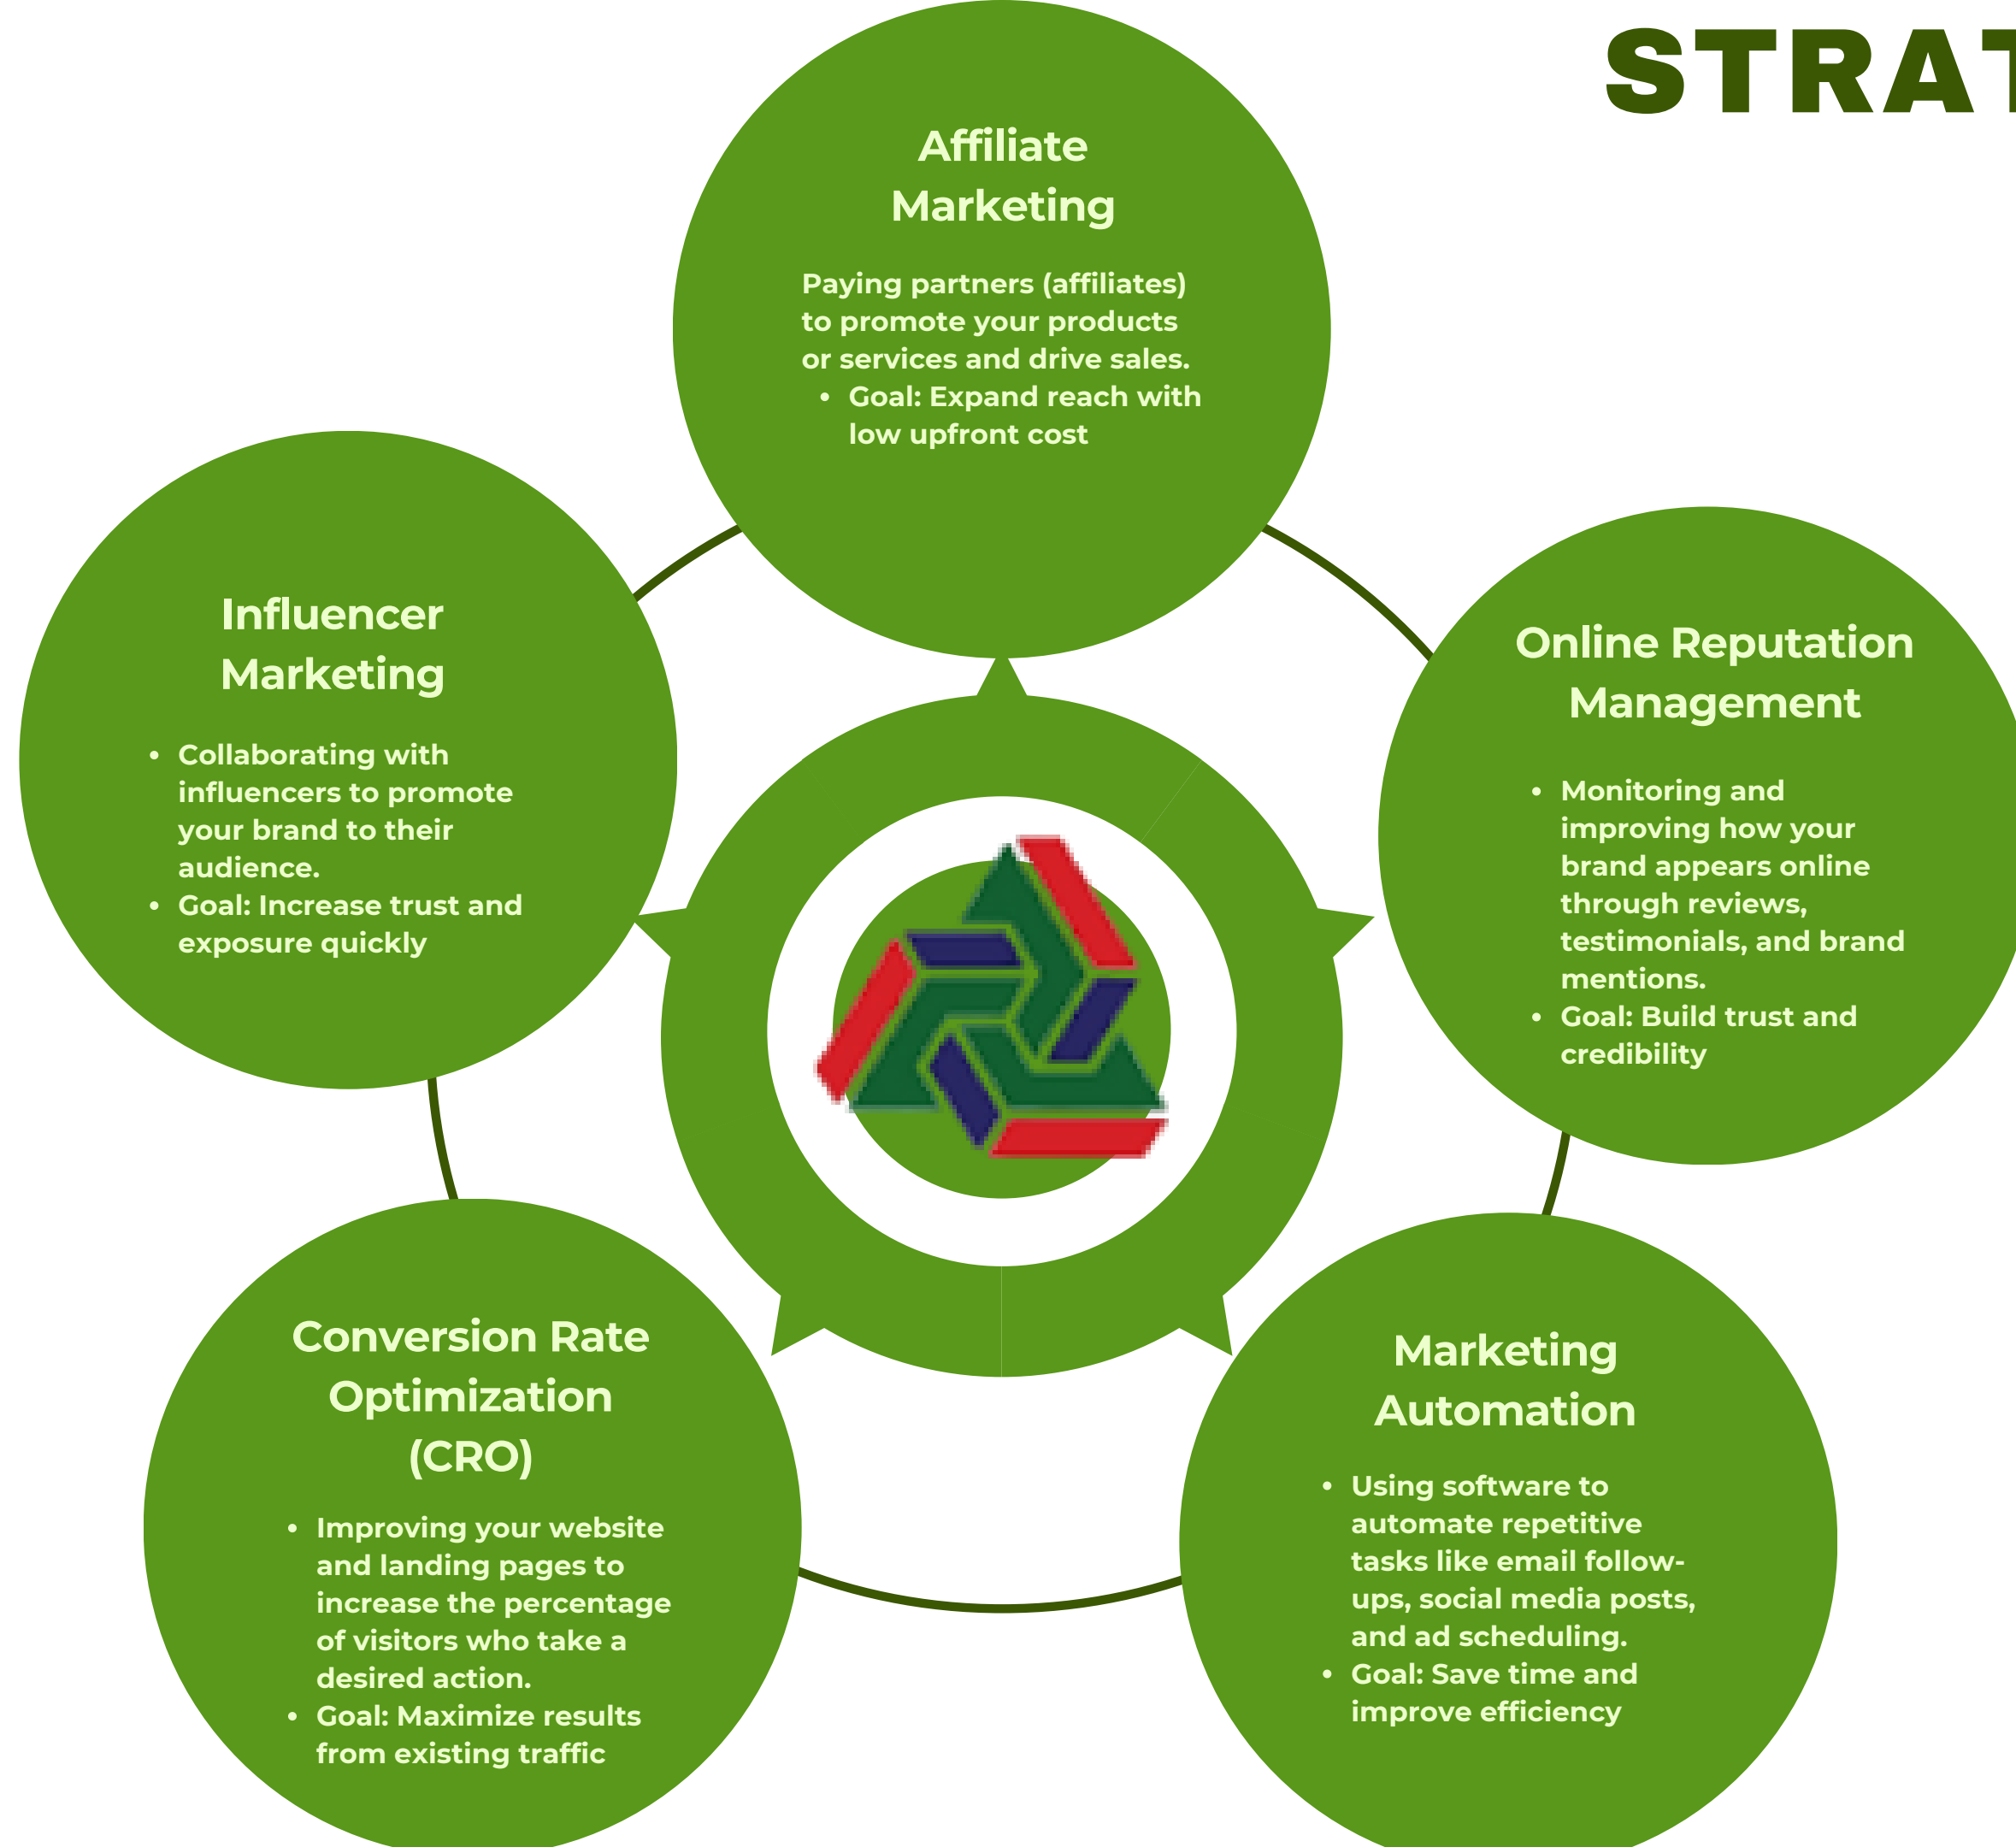 STRAT
Affiliate
Marketing
Paying partners (affiliates)
to promote your products
or services and drive sales.
• Goal: Expand reach with
low upfront cost
Influencer
Marketing
• Collaborating with
influencers to promote
your brand to their
audience.
• Goal: Increase trust and
exposure quickly
Online Reputation
Management
• Monitoring and
improving how your
brand appears online
through reviews,
testimonials, and brand
mentions.
• Goal: Build trust and
credibility
Conversion Rate
Optimization
(CRO)
• Improving your website
and landing pages to
increase the percentage
of visitors who take a
desired action.
• Goal: Maximize results
from existing traffic
Marketing
Automation
• Using software to
automate repetitive
tasks like email follow-
ups, social media posts,
and ad scheduling.
• Goal: Save time and
improve efficiency